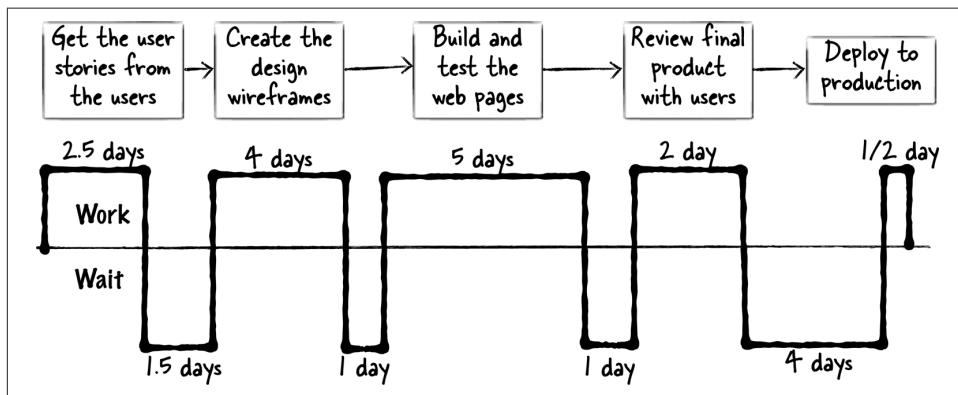 Get the user
stories from
the users
Create the
design
wireframes
Build and
test the
web pages
Review final
product
with users
Deploy to
production
2.5 days
4 days
5 days
2 day
1/2 day
Work
Wait
1.5 days
1 day
1 day
4 days